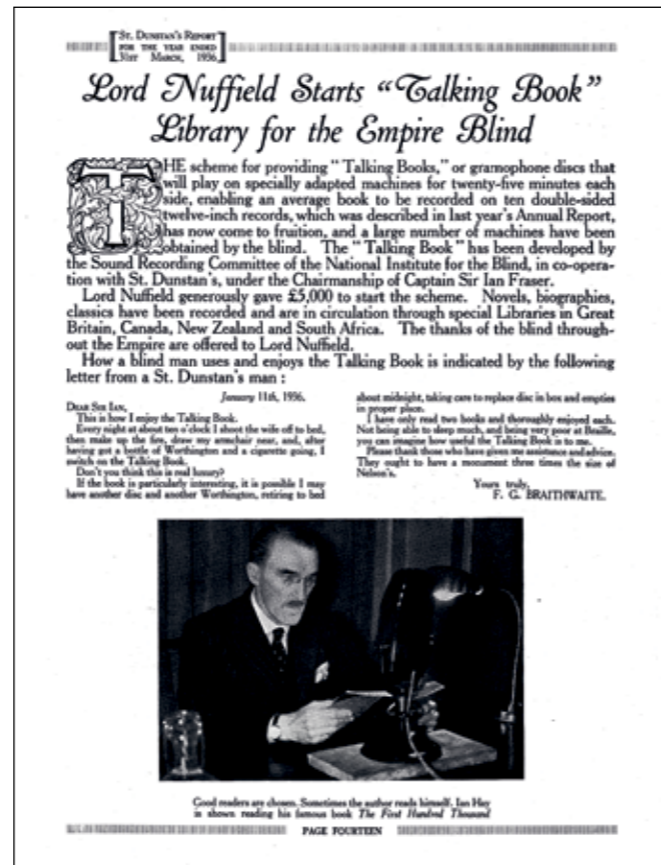 St. Dunstan's Report
for the year ended
31st March, 1936.
Lord Nuffield Starts “Talking Book”
Library for the Empire Blind
THE scheme for providing “Talking Books,” or gramophone discs that
will play on specially adapted machines for twenty-five minutes each
side, enabling an average book to be recorded on ten double-sided
twelve-inch records, which was described in last year's Annual Report,
has now come to fruition, and a large number of machines have been
obtained by the blind. The “Talking Book” has been developed by
the Sound Recording Committee of the National Institute for the Blind, in co-opera-
tion with St. Dunstan's, under the Chairmanship of Captain Sir Ian Fraser.
Lord Nuffield generously gave £5,000 to start the scheme. Novels, biographies,
classics have been recorded and are in circulation through special Libraries in Great
Britain, Canada, New Zealand and South Africa. The thanks of the blind through-
out the Empire are offered to Lord Nuffield.
How a blind man uses and enjoys the Talking Book is indicated by the following
letter from a St. Dunstan's man :
January 11th, 1936.
Dear Sir Ian,
This is how I enjoy the Talking Book.
Every night at about ten o'clock I shoot the wife off to bed,
then make up the fire, draw my armchair near, and, after
having got a bottle of Worthington and a cigarette going, I
switch on the Talking Book.
Don't you think this is real luxury?
If the book is particularly interesting, it is possible I may
have another disc and another Worthington, retiring to bed
about midnight, taking care to replace disc in box and empties
in proper place.
I have only read two books and thoroughly enjoyed each.
Not being able to sleep much, and being very poor at Braille,
you can imagine how useful the Talking Book is to me.
Please thank those who have given me assistance and advice.
They ought to have a monument three times the size of
Nelson's.
Yours truly,
F. G. BRAITHWAITE.
Good readers are chosen. Sometimes the author reads himself. Ian Hay
is shown reading his famous book The First Hundred Thousand
PAGE FOURTEEN